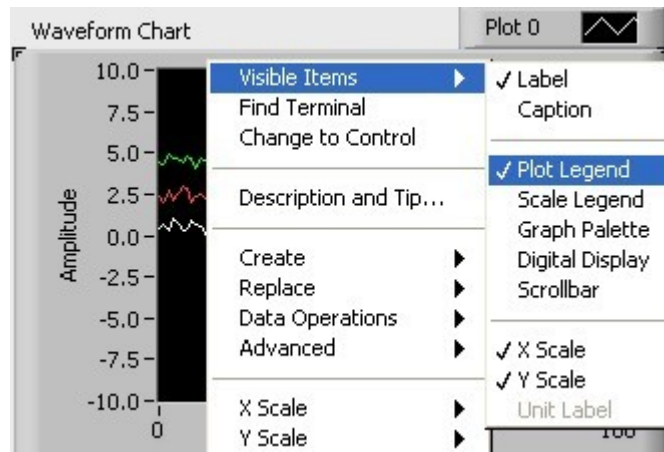 Waveform Chart
Plot 0
10.0
7.5
5.0
2.5
0.0
-2.5
-5.0
-7.5
-10.0
Amplitude
0
100
Visible Items
Find Terminal
Change to Control
Description and Tip...
Create
Replace
Data Operations
Advanced
X Scale
Y Scale
Label
Caption
Plot Legend
Scale Legend
Graph Palette
Digital Display
Scrollbar
X Scale
Y Scale
Unit Label